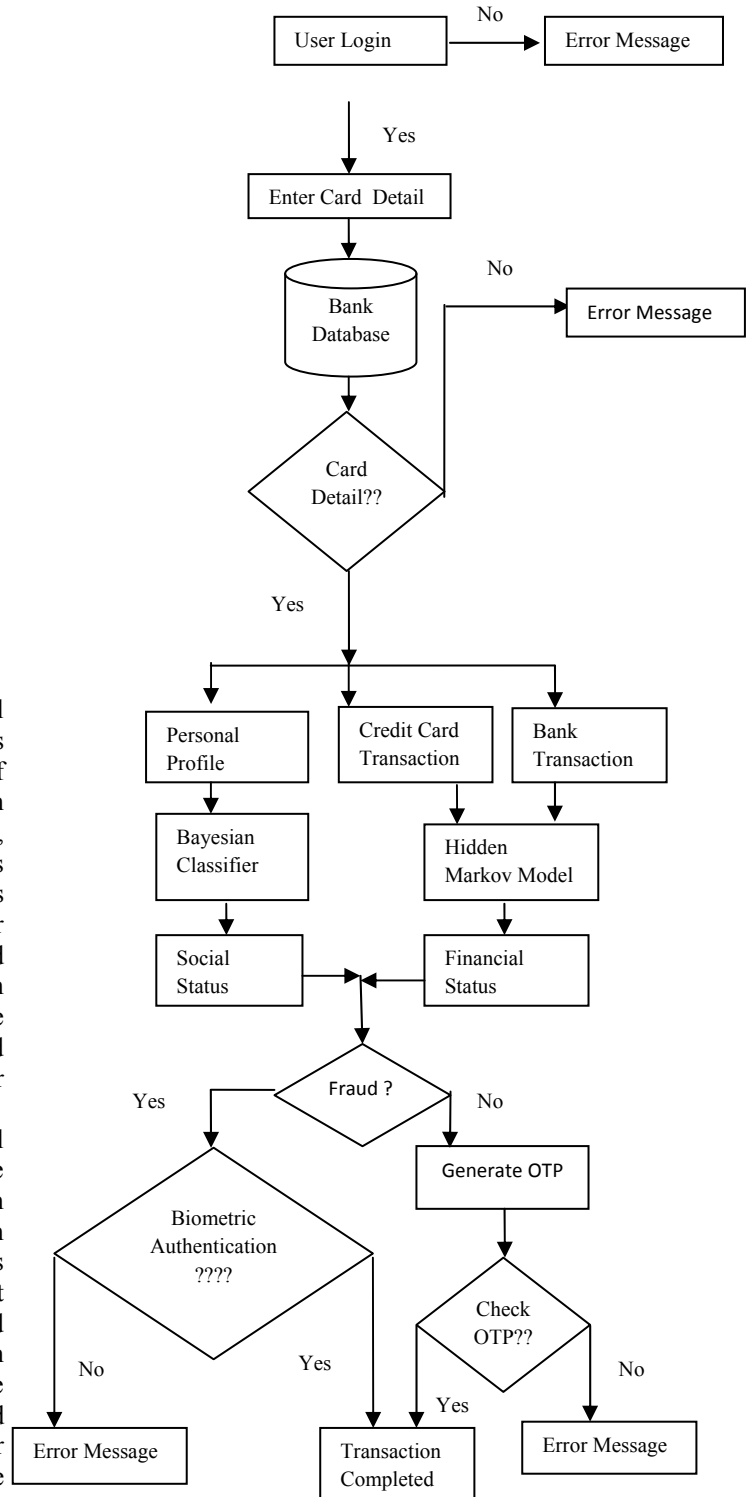 No
User Login
Error Message
Yes
Enter Card Detail
No
Bank
Database
Error Message
Card
Detail??
Yes
l
s
f
n
,
s
s
r
d
n
e
d
r
l
e
n
n
s
t
d
n
e
d
r
e
Personal
Profile
Credit Card
Transaction
Bank
Transaction
Bayesian
Classifier
Hidden
Markov Model
Social
Status
Financial
Status
Fraud ?
Yes
No
Generate OTP
Biometric
Authentication
????
Check
OTP??
No
Yes
Yes
No
Error Message
Transaction
Completed
Error Message